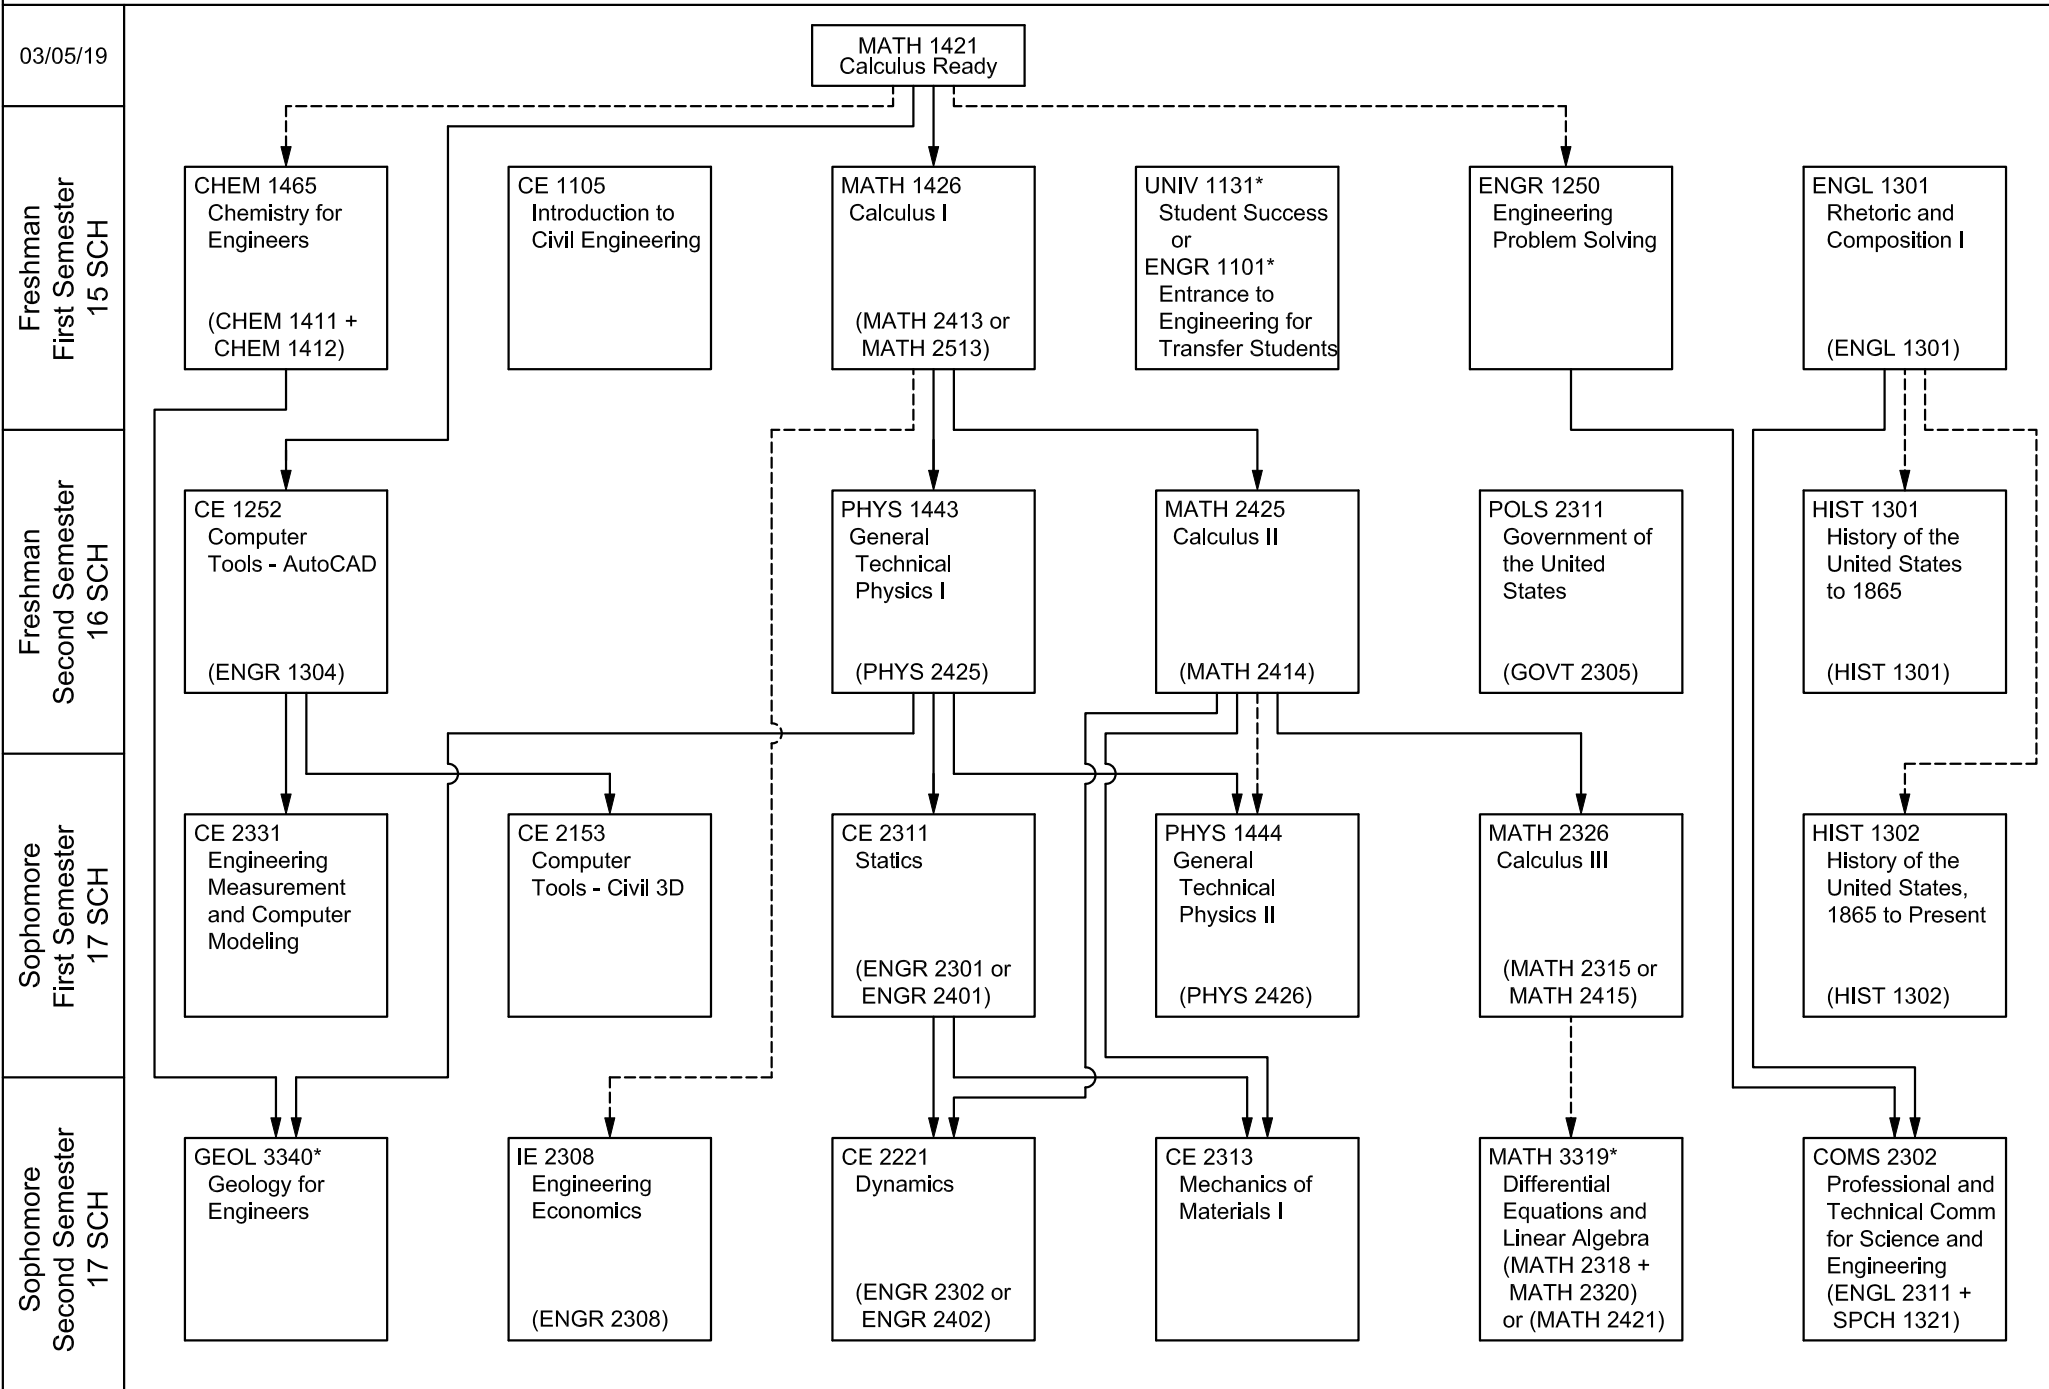 03/05/19
MATH 1421
Calculus Ready
Freshman
First Semester
15 SCH
CHEM 1465
Chemistry for
Engineers
(CHEM 1411 +
CHEM 1412)
CE 1105
Introduction to
Civil Engineering
MATH 1426
Calculus I
(MATH 2413 or
MATH 2513)
UNIV 1131*
Student Success
or
ENGR 1101*
Entrance to
Engineering for
Transfer Students
ENGR 1250
Engineering
Problem Solving
ENGL 1301
Rhetoric and
Composition I
(ENGL 1301)
Freshman
Second Semester
16 SCH
CE 1252
Computer
Tools - AutoCAD
(ENGR 1304)
PHYS 1443
General
Technical
Physics I
(PHYS 2425)
MATH 2425
Calculus II
(MATH 2414)
POLS 2311
Government of
the United
States
(GOVT 2305)
HIST 1301
History of the
United States
to 1865
(HIST 1301)
Sophomore
First Semester
17 SCH
CE 2331
Engineering
Measurement
and Computer
Modeling
CE 2153
Computer
Tools - Civil 3D
CE 2311
Statics
(ENGR 2301 or
ENGR 2401)
PHYS 1444
General
Technical
Physics II
(PHYS 2426)
MATH 2326
Calculus III
(MATH 2315 or
MATH 2415)
HIST 1302
History of the
United States,
1865 to Present
(HIST 1302)
Sophomore
Second Semester
17 SCH
GEOL 3340*
Geology for
Engineers
IE 2308
Engineering
Economics
(ENGR 2308)
CE 2221
Dynamics
(ENGR 2302 or
ENGR 2402)
CE 2313
Mechanics of
Materials I
MATH 3319*
Differential
Equations and
Linear Algebra
(MATH 2318 +
MATH 2320)
or (MATH 2421)
COMS 2302
Professional and
Technical Comm
for Science and
Engineering
(ENGL 2311 +
SPCH 1321)